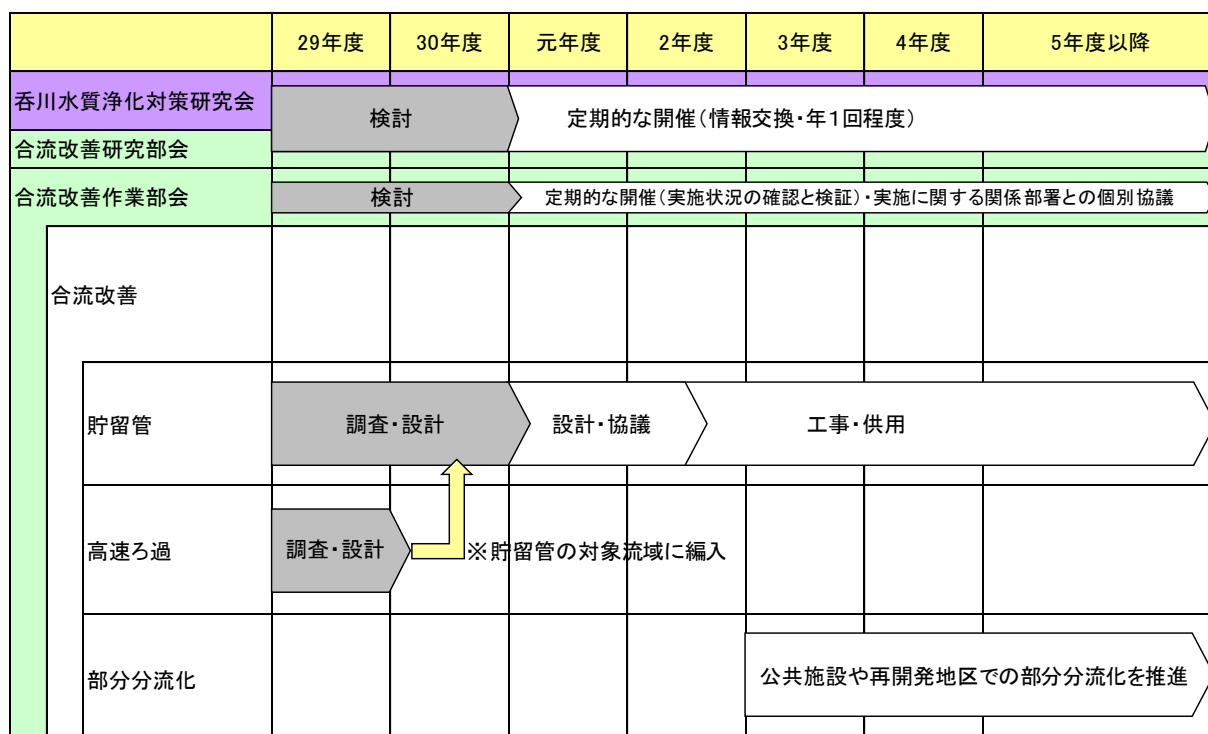 29年度 30年度 元年度 2年度 3年度 4年度 5年度以降
呑川水質浄化対策研究会
検討 定期的な開催(情報交換・年1回程度)
合流改善研究部会
合流改善作業部会 検討 定期的な開催(実施状況の確認と検証)・実施に関する関係部署との個別協議
合流改善
貯留管 調査・設計 設計・協議 工事・供用
高速ろ過 調査・設計 ※貯留管の対象流域に編入
部分分流化 公共施設や再開発地区での部分分流化を推進